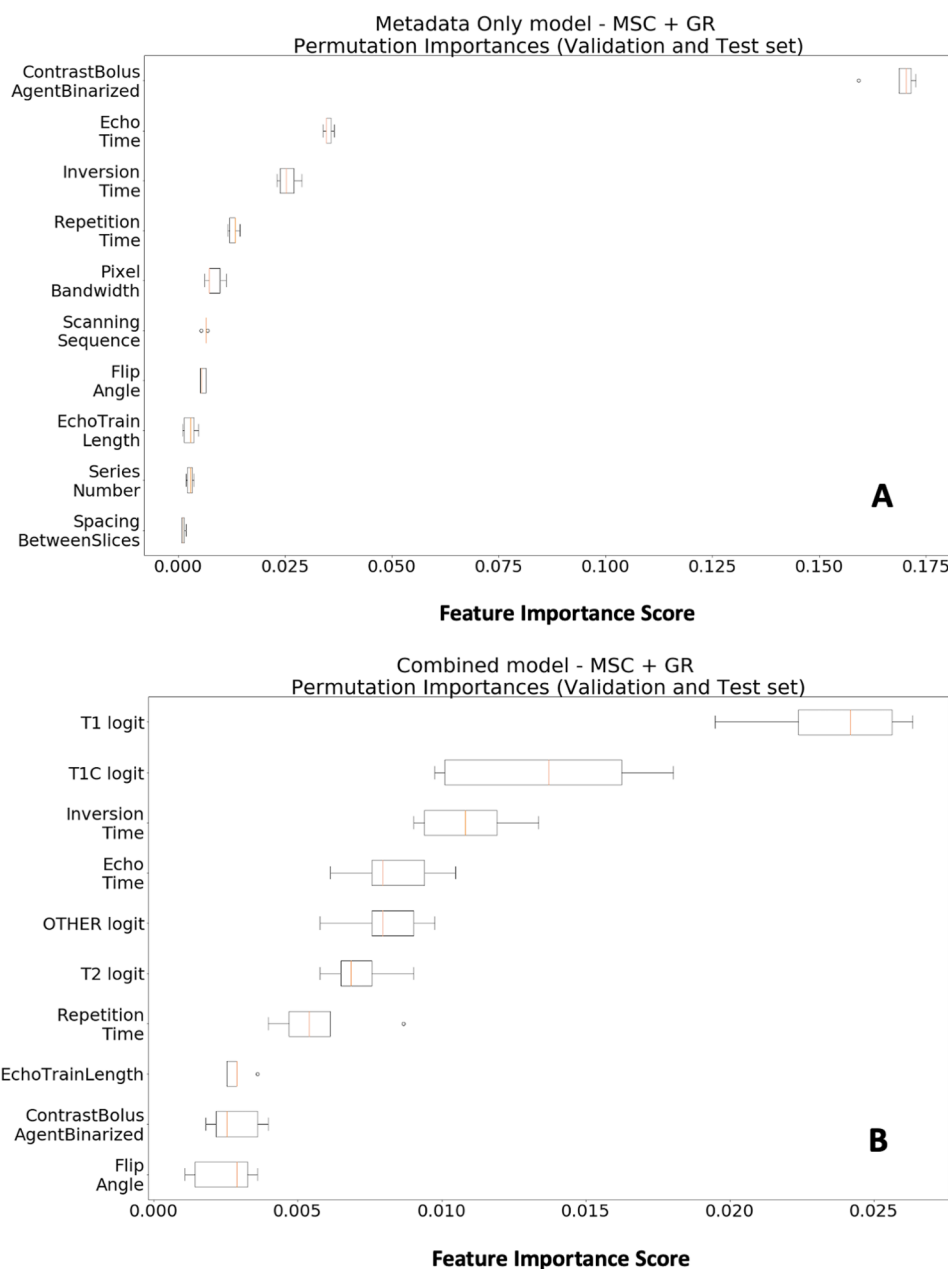 Metadada Only model - MSC + GR
Permutation Importances (Validation and Test set)
ContrastBolus
AgentBinarized
Echo
Time
Inversion
Time
Repetition
Time
Pixel
Bandwidth
Scanning
Sequence
Flip
Angle
EchoTrain
Length
Series
Number
Spacing
BetweenSlices
A
0.000 0.025 0.050 0.075 0.100 0.125 0.150 0.175
Feature Importance Score
Combined model - MSC + GR
Permutation Importances (Validation and Test set)
T1 logit
T1C logit
Inversion
Time
Echo
Time
OTHER logit
T2 logit
Repetition
Time
EchoTrainLength
ContrastBolus
AgentBinarized
Flip
Angle
B
0.000 0.005 0.010 0.015 0.020 0.025
Feature Importance Score